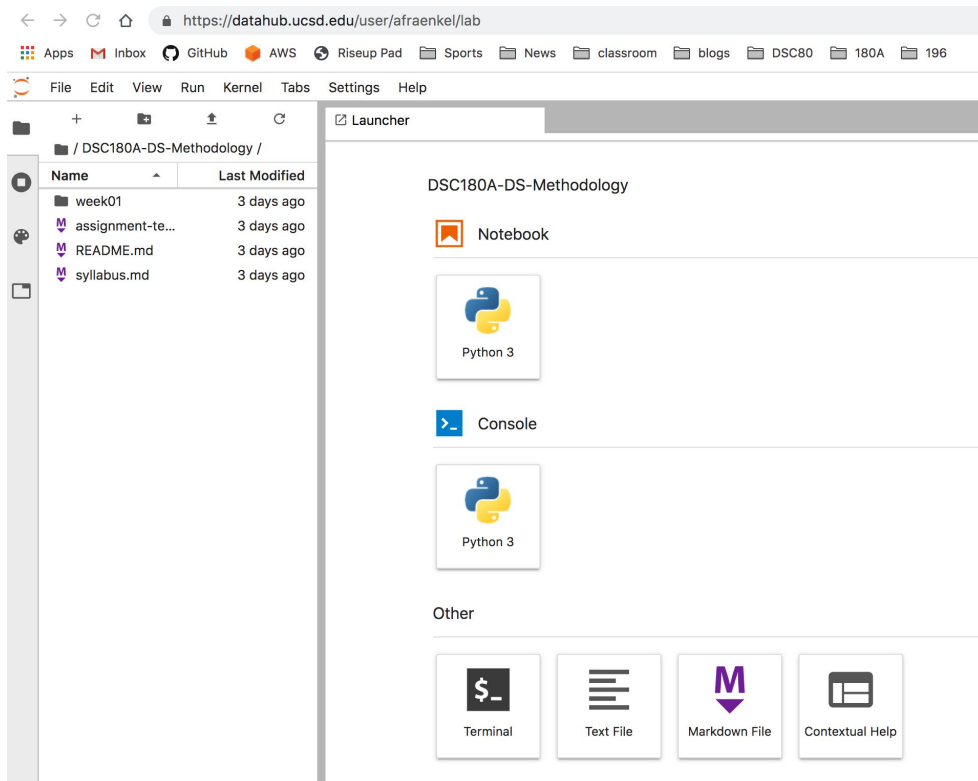 https://datahub.ucsd.edu/user/afraenkel/lab
Apps M Inbox GitHub AWS Riseup Pad Sports News classroom blogs DSC80 180A 196
File Edit View Run Kernel Tabs Settings Help
Launcher
/ DSC180A-DS-Methodology /
Name Last Modified
week01 3 days ago
M assignment-te... 3 days ago
M README.md 3 days ago
M syllabus.md 3 days ago
DSC180A-DS-Methodology
Notebook
Python 3
>_ Console
Python 3
Other
$_ M
Terminal Text File Markdown File Contextual Help